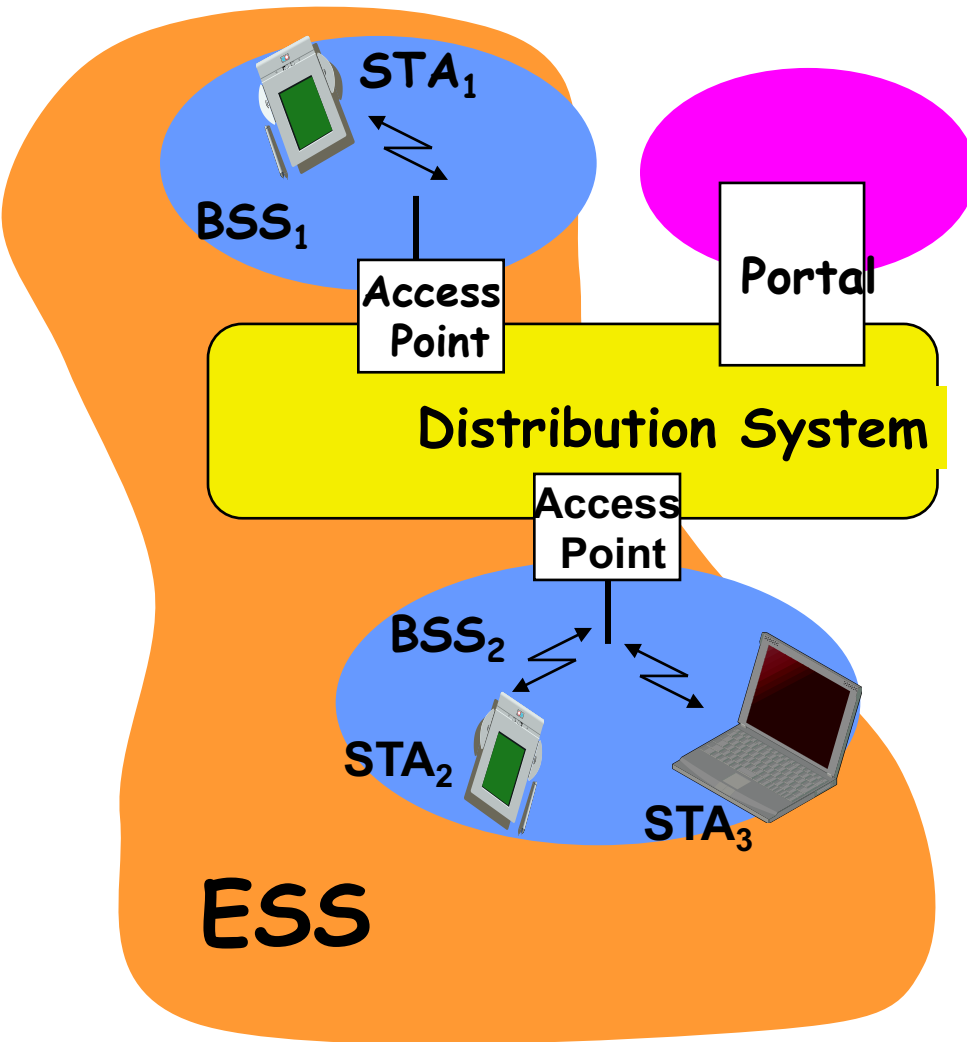 STA₁
BSS₁
Access
Point
Portal
Distribution System
Access
Point
BSS₂
STA₂
STA₃
ESS